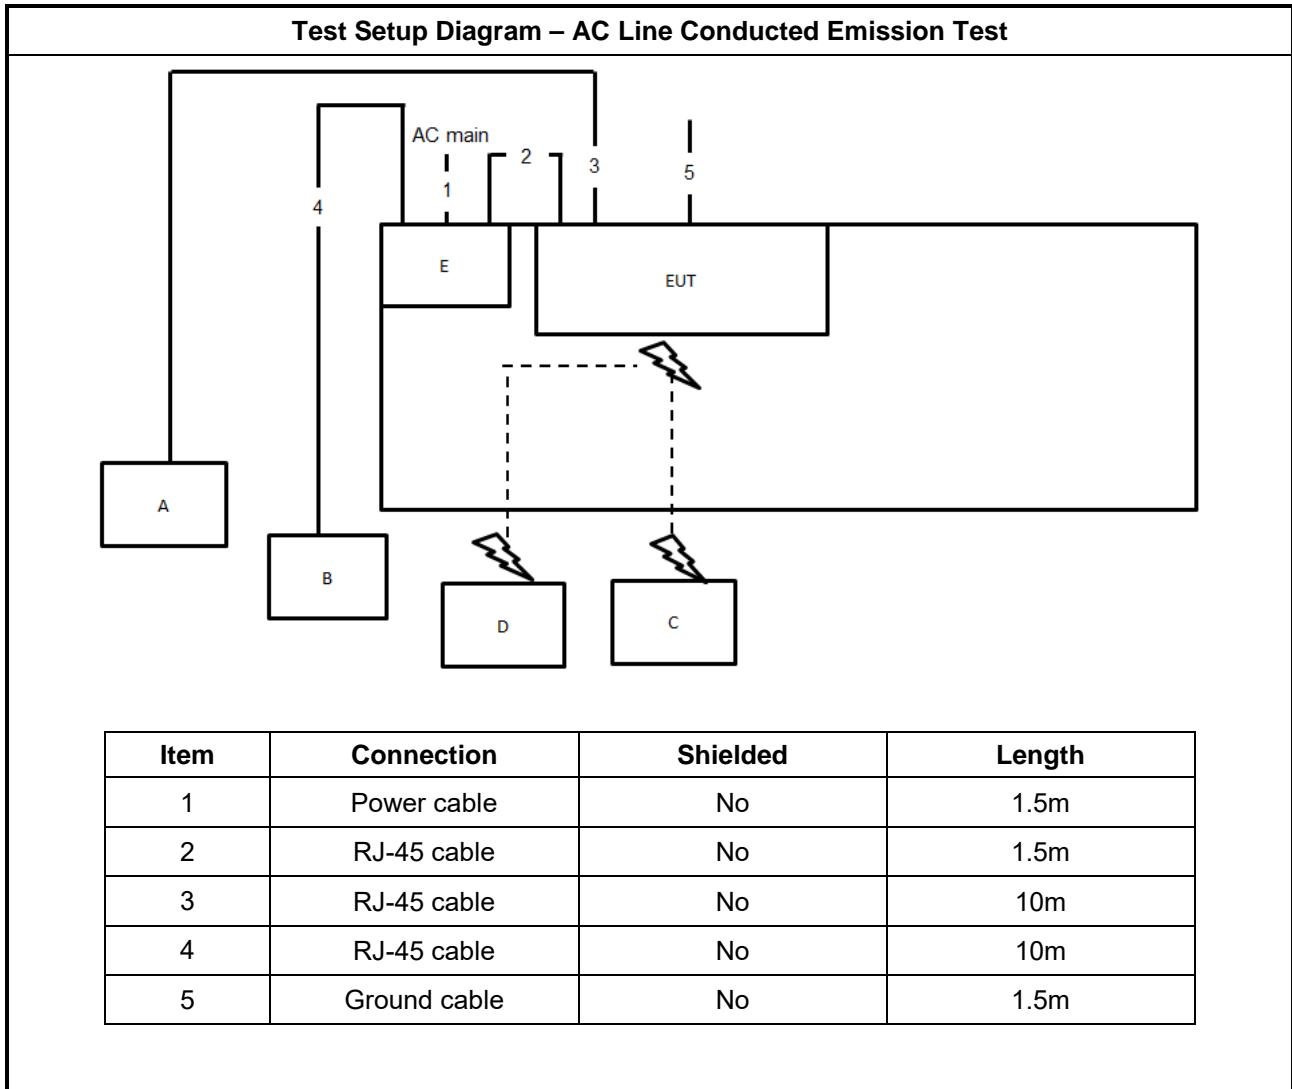 Test Setup Diagram – AC Line Conducted Emission Test
AC main
2
3
5
1
4
E
EUT
A
B
D
C
Item Connection Shielded Length
1 Power cable No 1.5m
2 RJ-45 cable No 1.5m
3 RJ-45 cable No 10m
4 RJ-45 cable No 10m
5 Ground cable No 1.5m